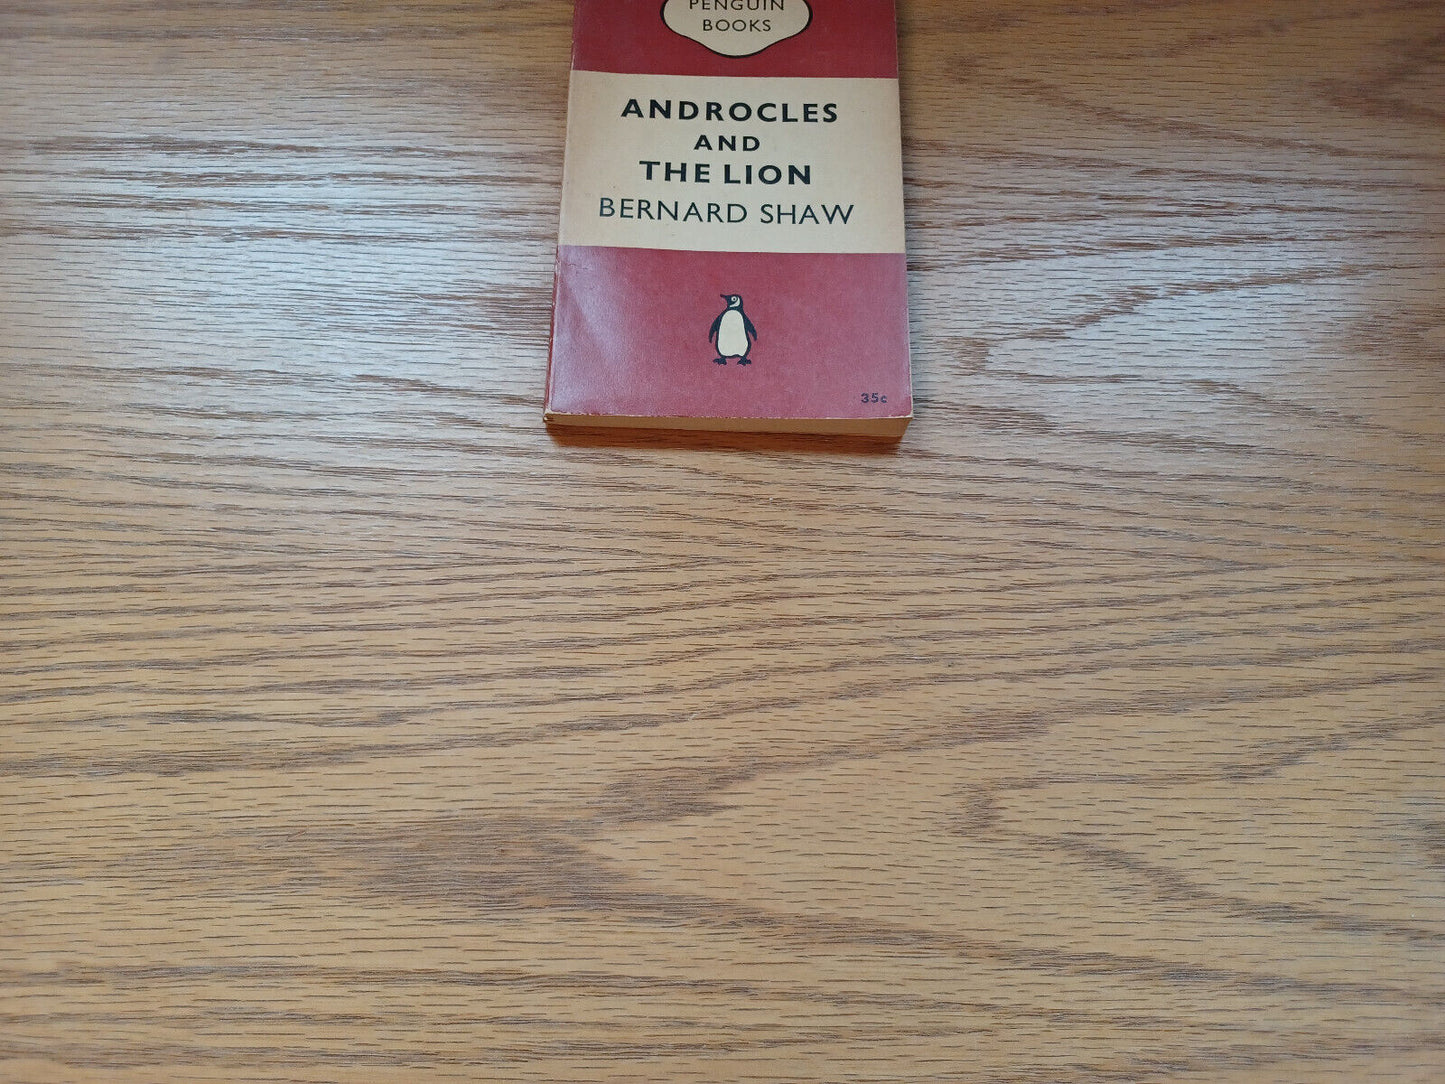 PENGUIN
BOOKS
ANDROCLES
AND
THE LION
BERNARD SHAW
35c